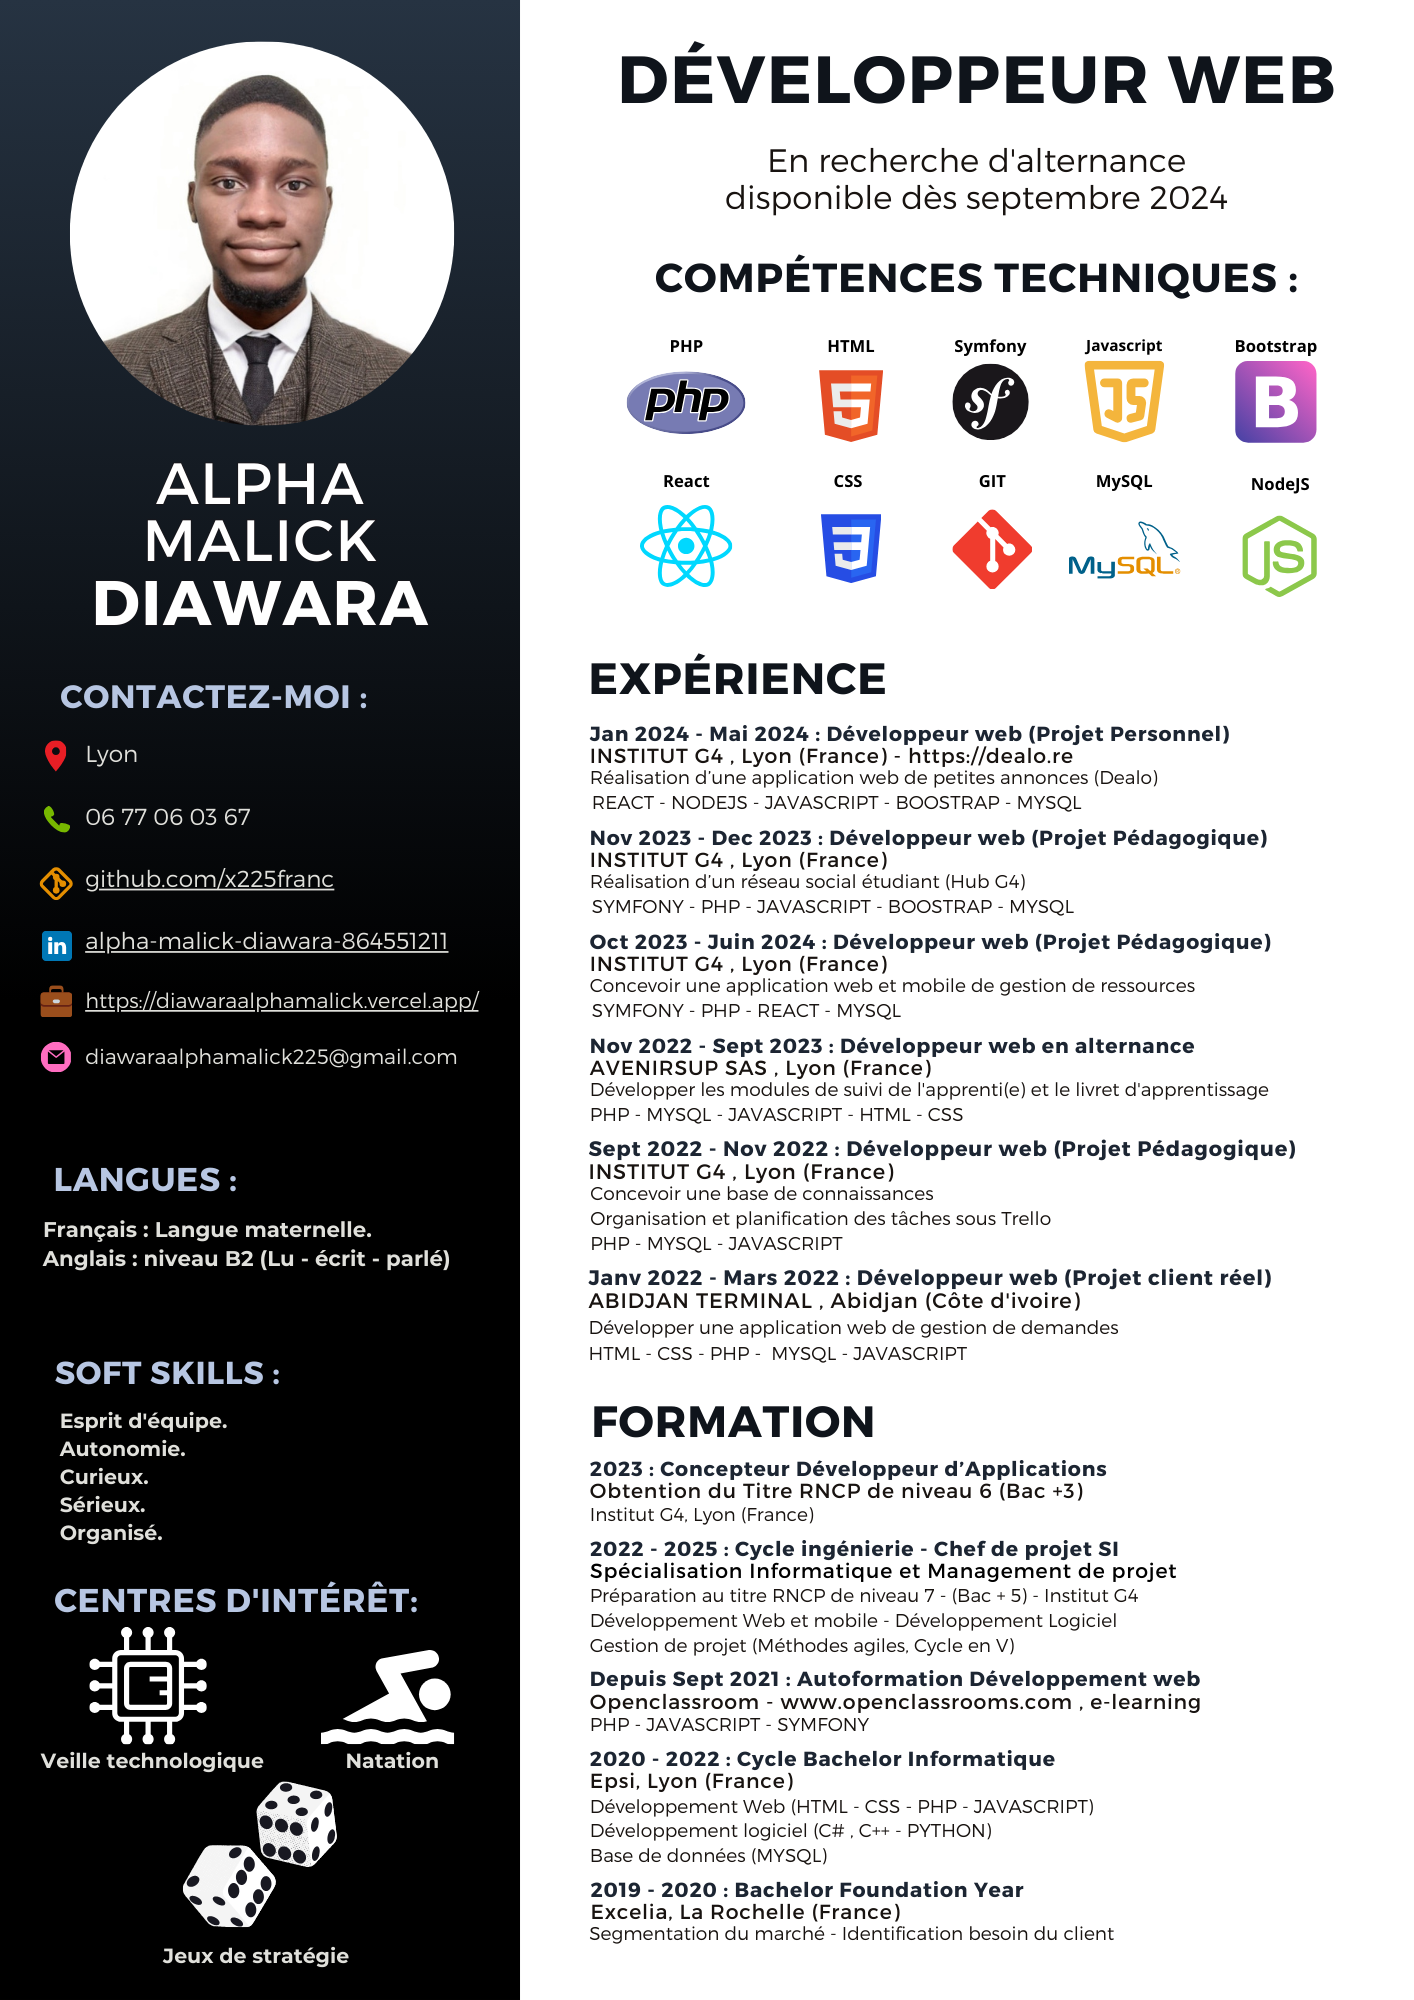 ALPHA
MALICK
DIAWARA
CONTACTEZ-MOI :
Lyon
06 77 06 03 67
github.com/x225franc
in
alpha-malick-diawara-864551211
https://diawaraalphamalick.vercel.app/
diawaraalphamalick225@gmail.com
LANGUES :
Français : Langue maternelle.
Anglais : niveau B2 (Lu - écrit - parlé)
SOFT SKILLS :
Esprit d'équipe.
Autonomie.
Curieux.
Sérieux.
Organisé.
CENTRES D'INTÉRÊT:
Veille technologique
Natation
Jeux de stratégie
DÉVELOPPEUR WEB
En recherche d'alternance
disponible dès septembre 2024
COMPÉTENCES TECHNIQUES :
PHP HTML Symfony Javascript Bootstrap
php 5 sf JS B
React CSS GIT MySQL NodeJS
3 MySQL® JS
EXPÉRIENCE
Jan 2024 - Mai 2024 : Développeur web (Projet Personnel)
INSTITUT G4 , Lyon (France) - https://dealo.re
Réalisation d’une application web de petites annonces (Dealo)
REACT - NODEJS - JAVASCRIPT - BOOSTRAP - MYSQL
Nov 2023 - Dec 2023 : Développeur web (Projet Pédagogique)
INSTITUT G4 , Lyon (France)
Réalisation d’un réseau social étudiant (Hub G4)
SYMFONY - PHP - JAVASCRIPT - BOOSTRAP - MYSQL
Oct 2023 - Juin 2024 : Développeur web (Projet Pédagogique)
INSTITUT G4 , Lyon (France)
Concevoir une application web et mobile de gestion de ressources
SYMFONY - PHP - REACT - MYSQL
Nov 2022 - Sept 2023 : Développeur web en alternance
AVENIRSUP SAS , Lyon (France)
Développer les modules de suivi de l'apprenti(e) et le livret d'apprentissage
PHP - MYSQL - JAVASCRIPT - HTML - CSS
Sept 2022 - Nov 2022 : Développeur web (Projet Pédagogique)
INSTITUT G4 , Lyon (France)
Concevoir une base de connaissances
Organisation et planification des tâches sous Trello
PHP - MYSQL - JAVASCRIPT
Janv 2022 - Mars 2022 : Développeur web (Projet client réel)
ABIDJAN TERMINAL , Abidjan (Côte d'ivoire)
Développer une application web de gestion de demandes
HTML - CSS - PHP - MYSQL - JAVASCRIPT
FORMATION
2023 : Concepteur Développeur d’Applications
Obtention du Titre RNCP de niveau 6 (Bac +3)
Institut G4, Lyon (France)
2022 - 2025 : Cycle ingénierie - Chef de projet SI
Spécialisation Informatique et Management de projet
Préparation au titre RNCP de niveau 7 - (Bac + 5) - Institut G4
Développement Web et mobile - Développement Logiciel
Gestion de projet (Méthodes agiles, Cycle en V)
Depuis Sept 2021 : Autoformation Développement web
Openclassroom - www.openclassrooms.com , e-learning
PHP - JAVASCRIPT - SYMFONY
2020 - 2022 : Cycle Bachelor Informatique
Epsi, Lyon (France)
Développement Web (HTML - CSS - PHP - JAVASCRIPT)
Développement logiciel (C# , C++ - PYTHON)
Base de données (MYSQL)
2019 - 2020 : Bachelor Foundation Year
Excelia, La Rochelle (France)
Segmentation du marché - Identification besoin du client